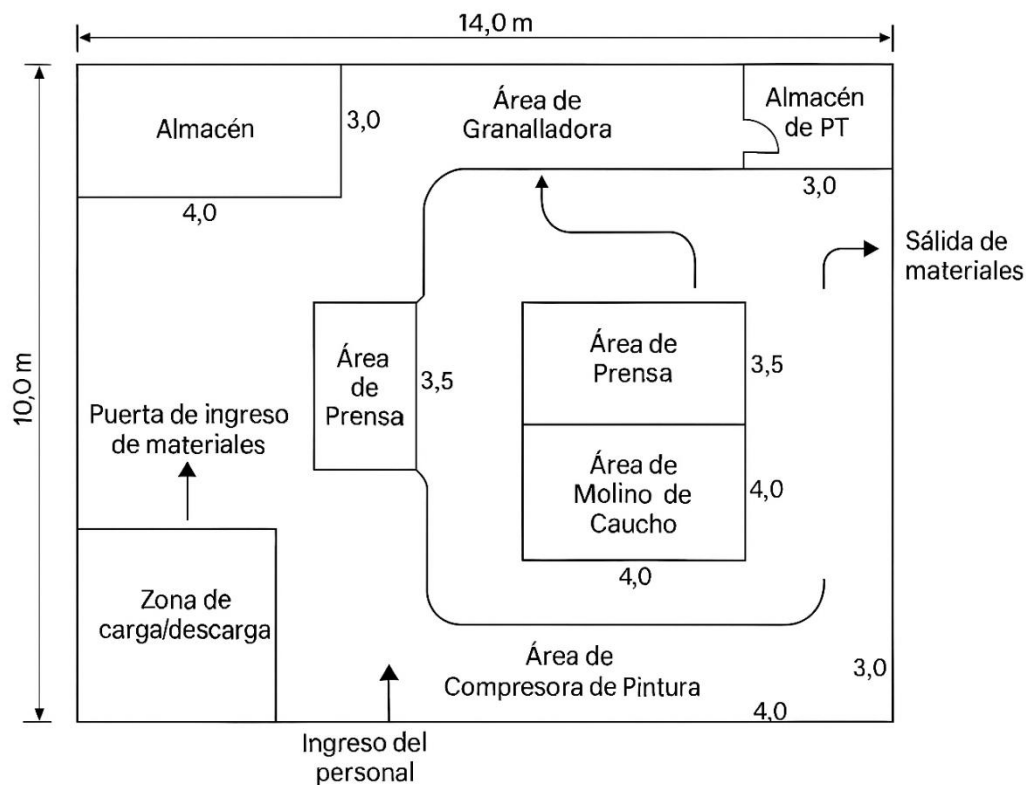 14,0 m
10,0 m
Almacén
3,0
4,0
Área de
Granalladora
Almacén
de PT
3,0
Sálida de
materiales
Área
de
Prensa
3,5
Área de
Prensa
3,5
Puerta de ingreso
de materiales
Área de
Molino de
Caucho
4,0
4,0
Zona de
carga/descarga
Área de
Compresora de Pintura
3,0
4,0
Ingreso del
personal